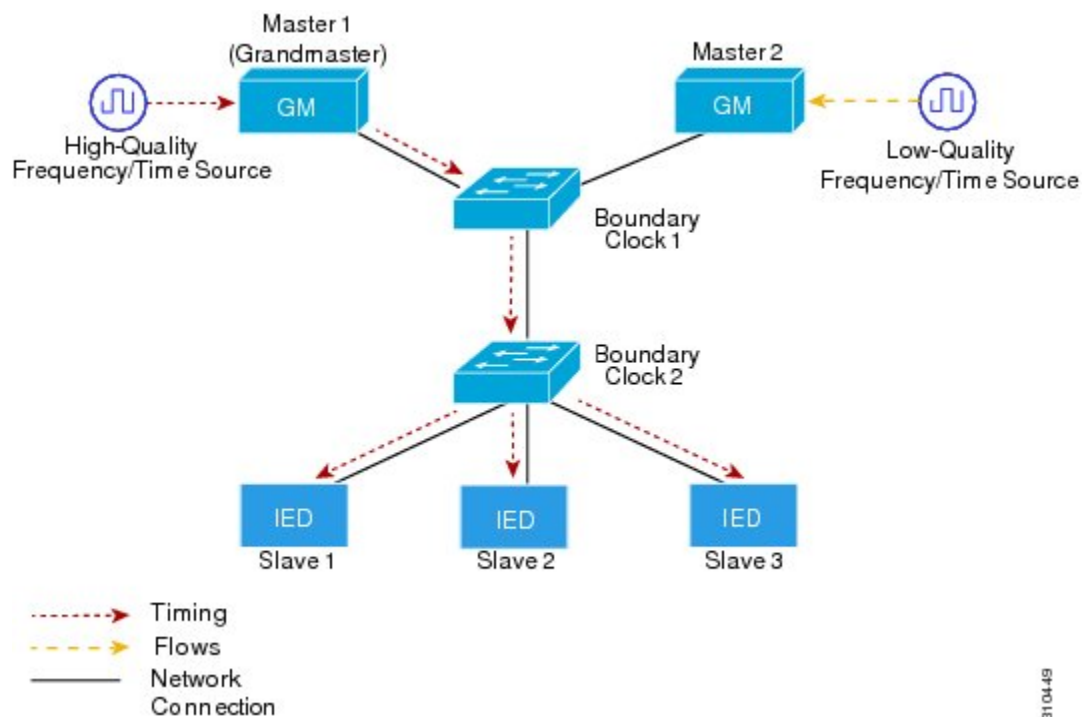 Master 1
(Grandmaster)
Master 2
GM
GM
High-Quality
Frequency/Time Source
Low-Quality
Frequency/Time Source
Boundary
Clock 1
Boundary
Clock 2
IED
IED
IED
Slave 1
Slave 2
Slave 3
Timing
Flows
Network
Connection
310449